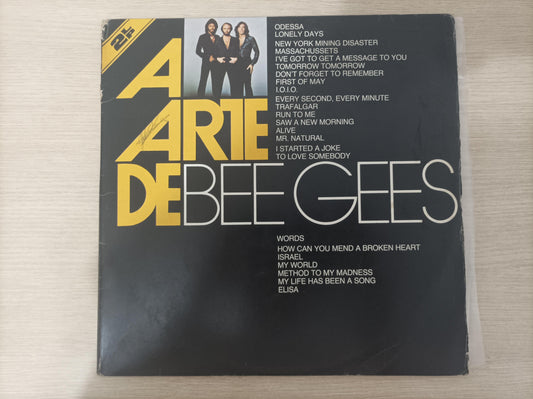 2LP
A
ARTE
DE BEE GEES
ODESSA
LONELY DAYS
NEW YORK MINING DISASTER
MASSACHUSSETS
I'VE GOT TO GET A MESSAGE TO YOU
TOMORROW TOMORROW
DON'T FORGET TO REMEMBER
FIRST OF MAY
I.O.I.O.
EVERY SECOND, EVERY MINUTE
TRAFALGAR
RUN TO ME
SAW A NEW MORNING
ALIVE
MR. NATURAL
I STARTED A JOKE
TO LOVE SOMEBODY
WORDS
HOW CAN YOU MEND A BROKEN HEART
ISRAEL
MY WORLD
METHOD TO MY MADNESS
MY LIFE HAS BEEN A SONG
ELISA